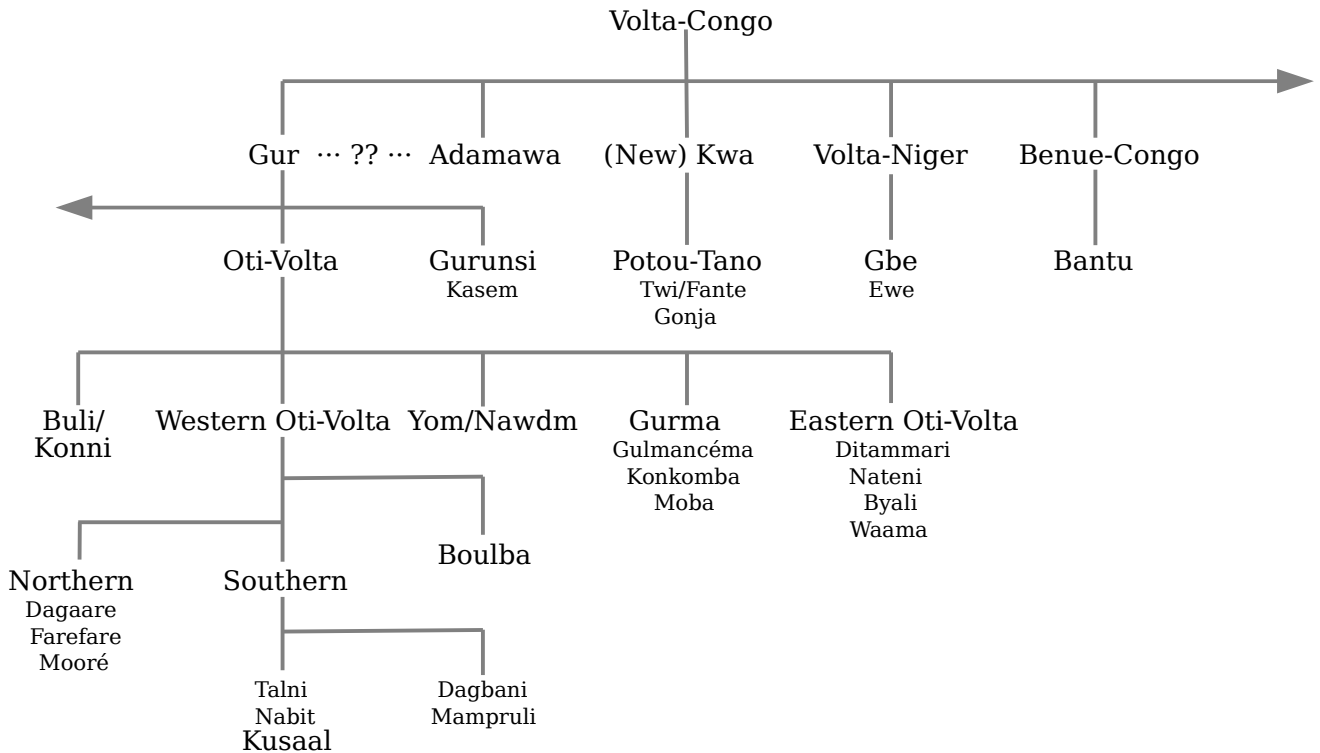 Volta-Congo
Gur ··· ?? ··· Adamawa (New) Kwa Volta-Niger Benue-Congo
Oti-Volta Gurunsi Potou-Tano Gbe Bantu
Kasem Twi/Fante Ewe
Gonja
Buli/ Western Oti-Volta Yom/Nawdm Gurma Eastern Oti-Volta
Konni Gulmancéma Ditammari
Konkomba Nateni
Moba Byali
Waama
Boulba
Northern Southern
Dagaare
Farefare
Mooré
Talni Dagbani
Nabit Mampruli
Kusaal